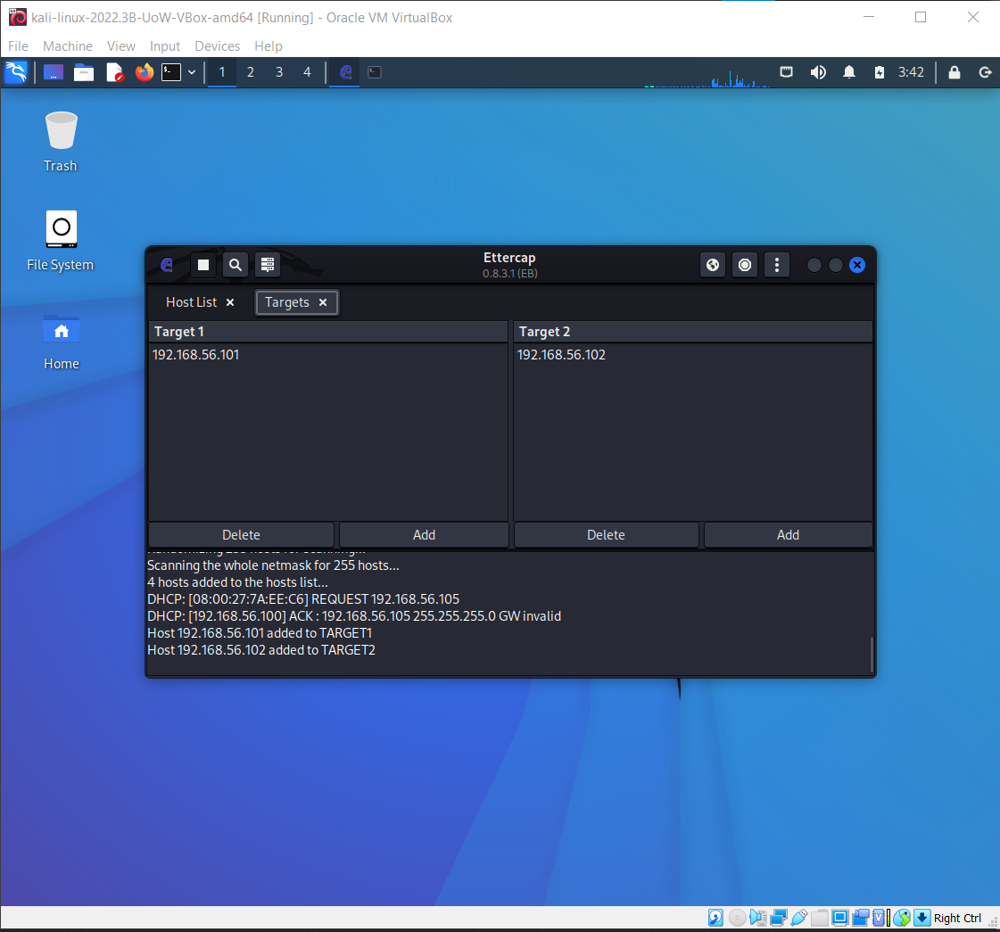 kali-linux-2022.3B-UoW-VBox-amd64 [Running] - Oracle VM VirtualBox
File Machine View Input Devices Help
1 2 3 4 3:42
Trash
File System
Home
Ettercap
0.8.3.1 (EB)
Host List Targets
Target 1 Target 2
192.168.56.101 192.168.56.102
Delete Add Delete Add
Randomizing 255 hosts for scanning...
Scanning the whole netmask for 255 hosts...
4 hosts added to the hosts list...
DHCP: [08:00:27:7A:EE:C6] REQUEST 192.168.56.105
DHCP: [192.168.56.100] ACK : 192.168.56.105 255.255.255.0 GW invalid
Host 192.168.56.101 added to TARGET1
Host 192.168.56.102 added to TARGET2
Right Ctrl